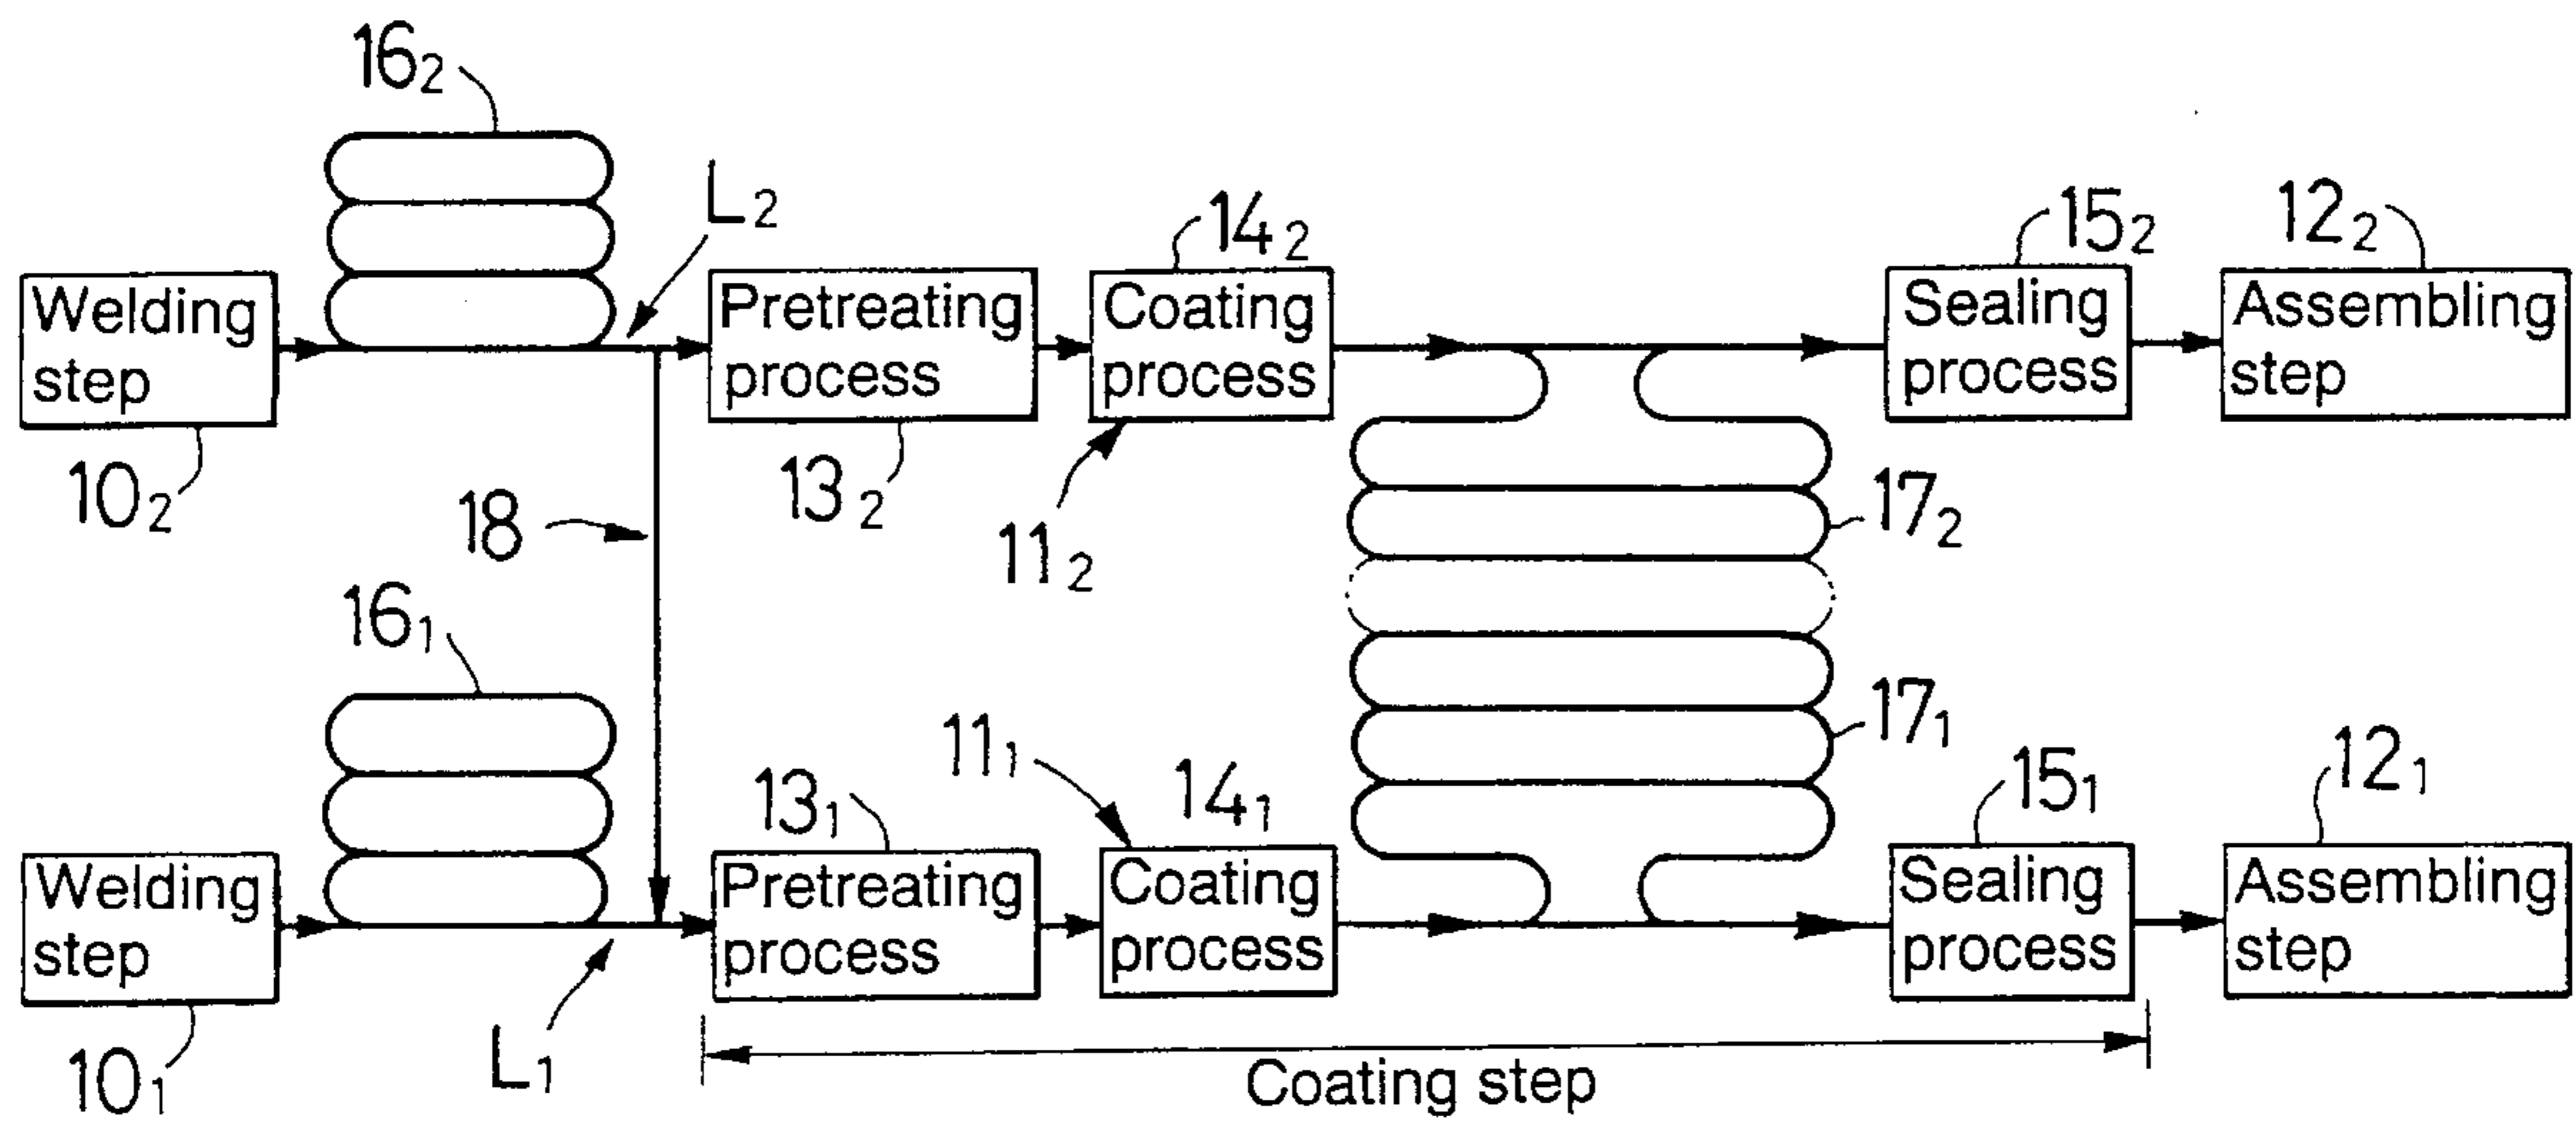 16₂
L₂
14₂
15₂
12₂
Welding
step
Pretreating
process
Coating
process
Sealing
process
Assembling
step
10₂
18
13₂
11₂
17₂
16₁
17₁
11₁
13₁
14₁
15₁
12₁
Welding
step
Pretreating
process
Coating
process
Sealing
process
Assembling
step
10₁
L₁
Coating step